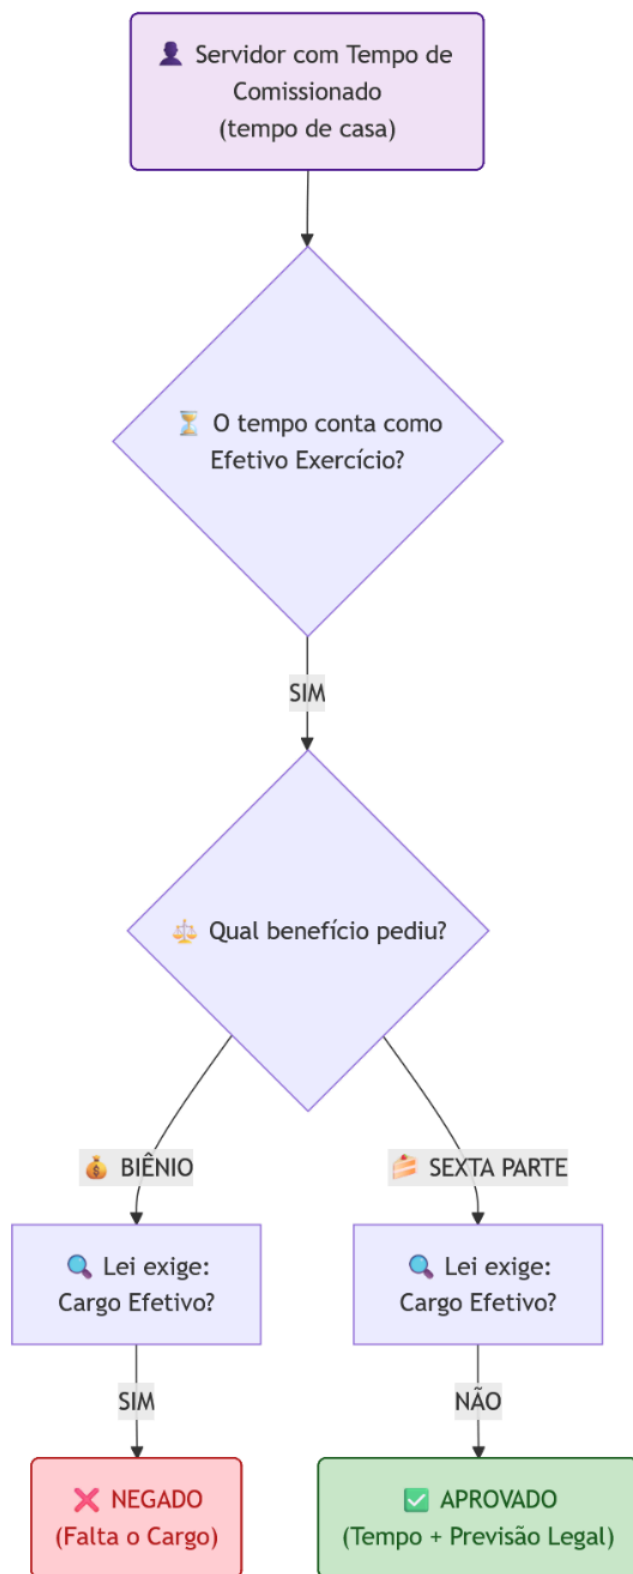 👤 Servidor com Tempo de
Comissionado
(tempo de casa)
⏳ O tempo conta como
Efetivo Exercício?
SIM
⚖️ Qual benefício pediu?
💰 BIÊNIO
🍰 SEXTA PARTE
🔍 Lei exige:
Cargo Efetivo?
🔍 Lei exige:
Cargo Efetivo?
SIM
NÃO
❌ NEGADO
(Falta o Cargo)
✅ APROVADO
(Tempo + Previsão Legal)